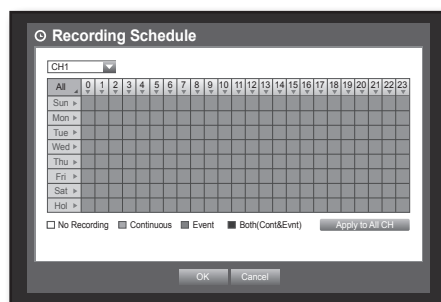 Recording Schedule
CH1
All 0 1 2 3 4 5 6 7 8 9 10 11 12 13 14 15 16 17 18 19 20 21 22 23
Sun
Mon
Tue
Wed
Thu
Fri
Sat
Hol
No Recording Continuous Event Both(Cont&Evnt) Apply to All CH
OK Cancel